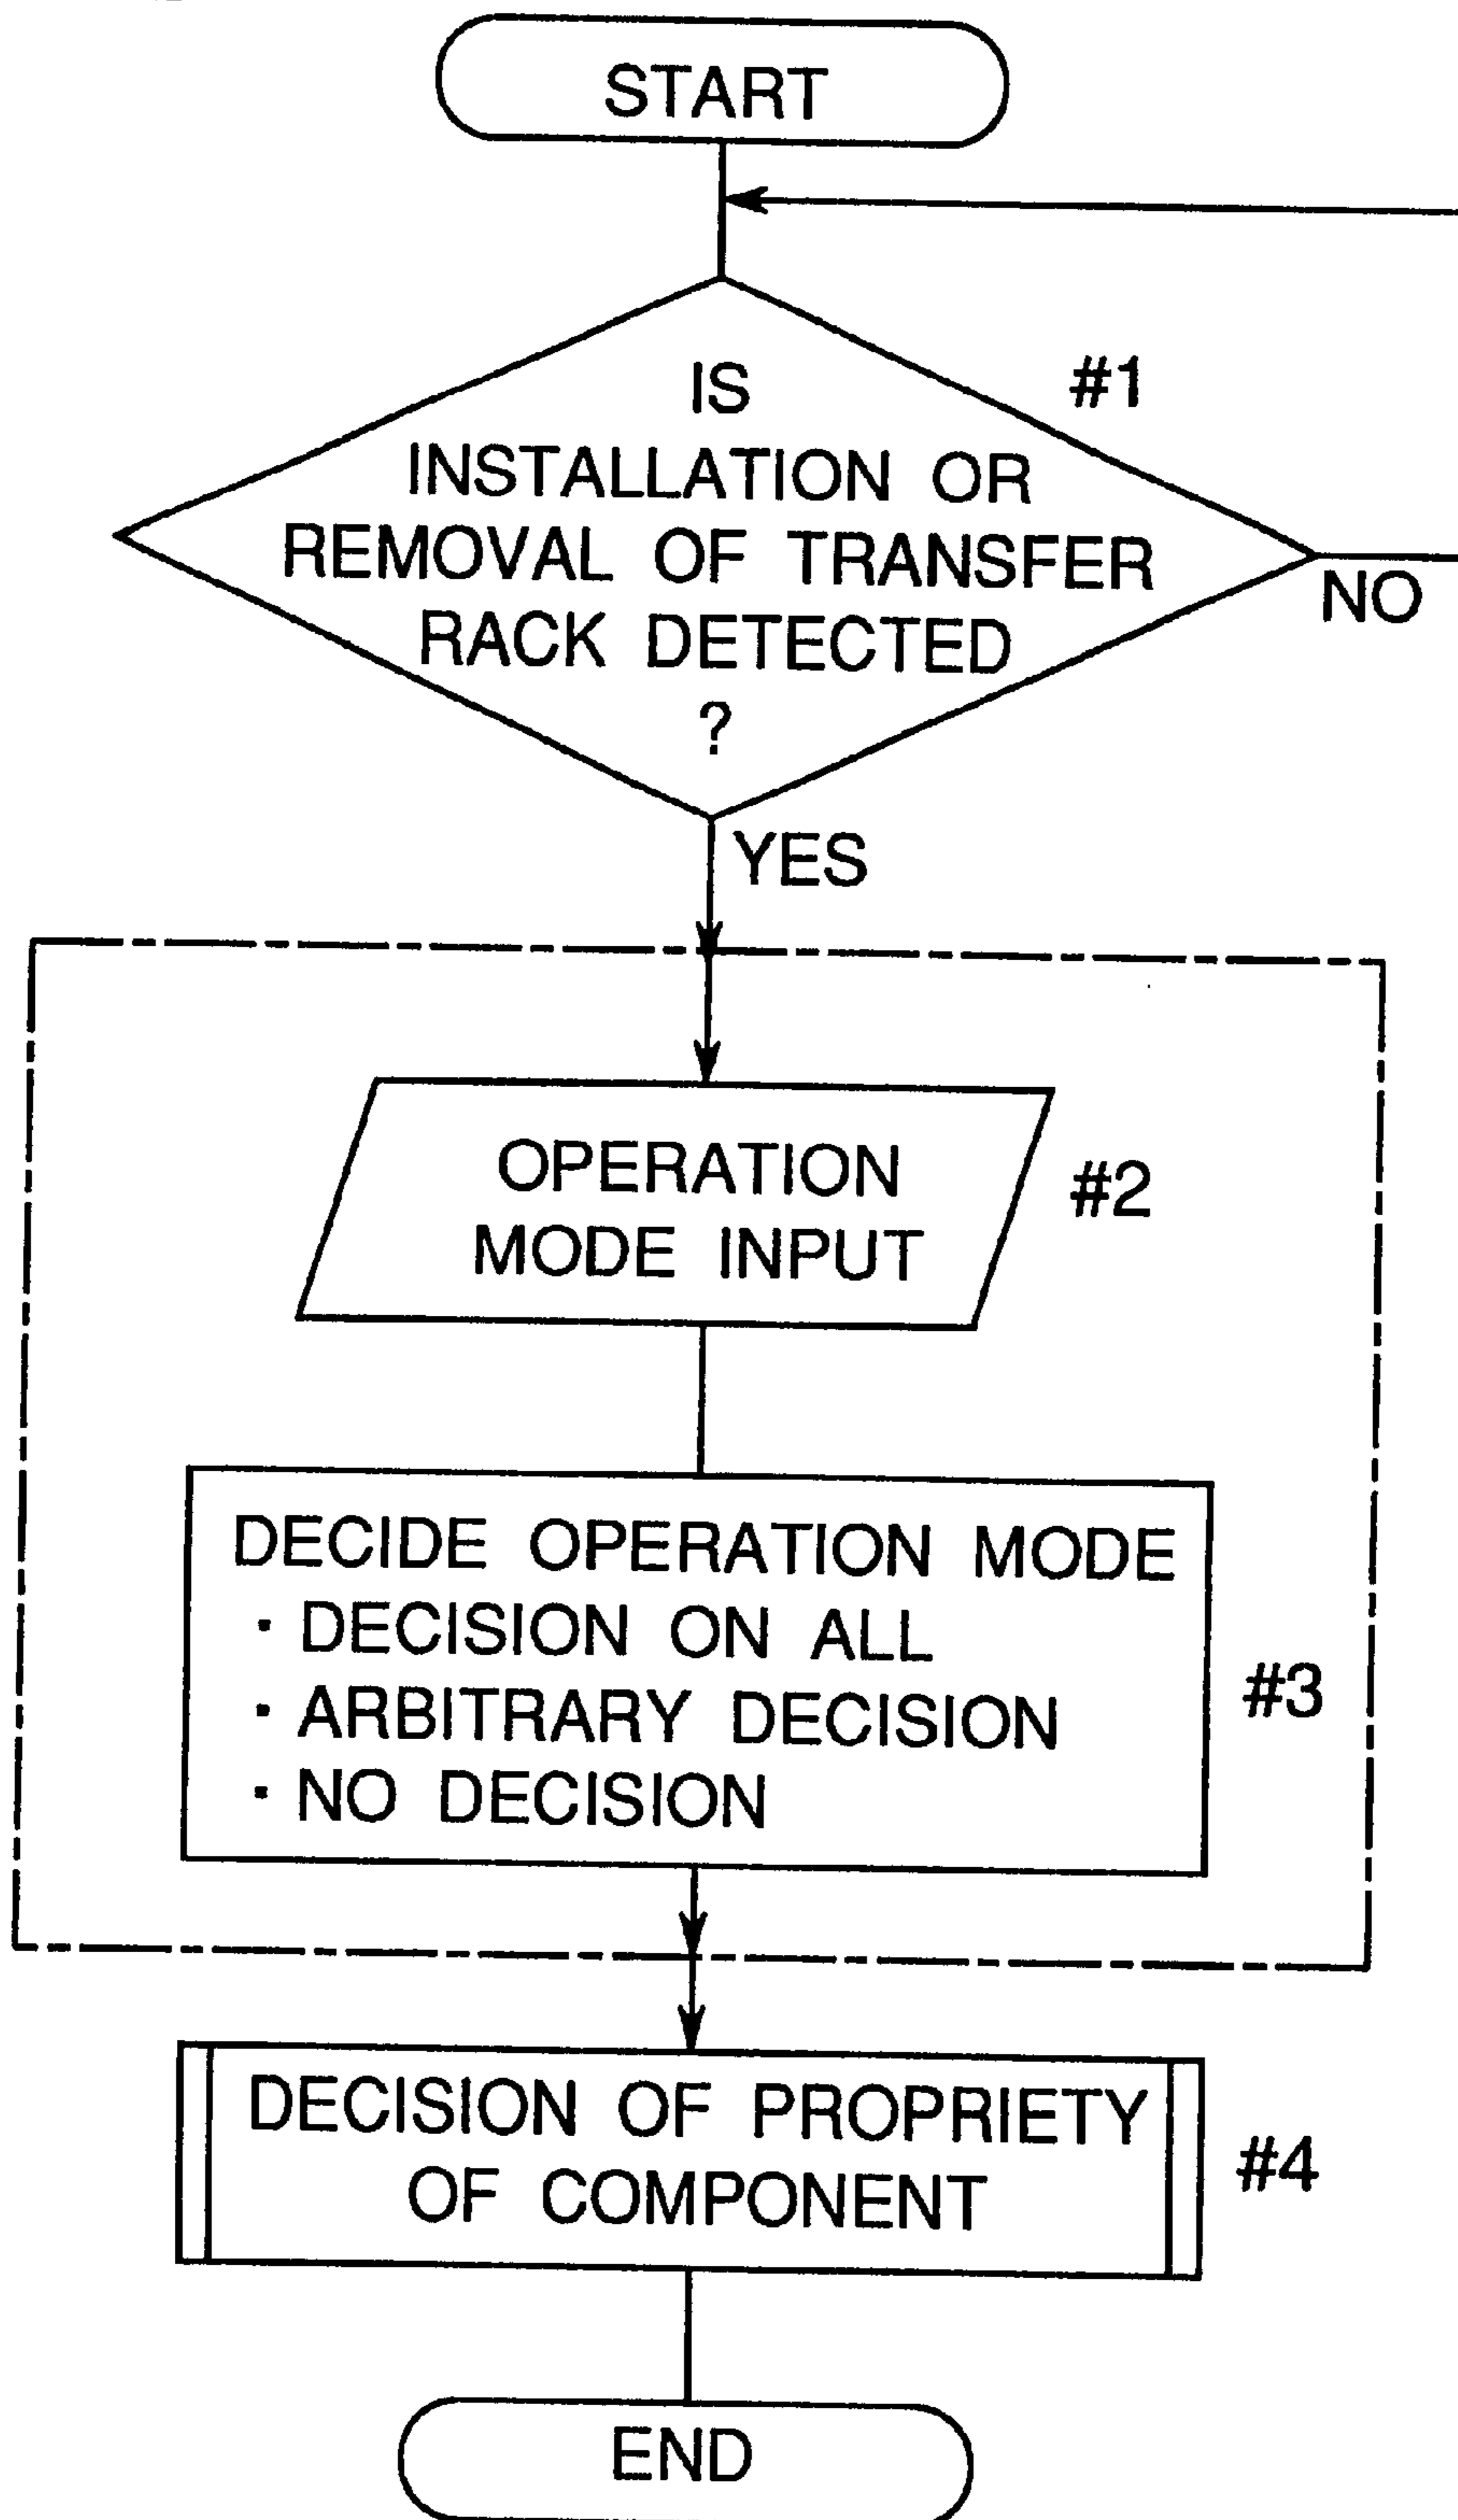 START
IS
#1
INSTALLATION OR
REMOVAL OF TRANSFER
NO
RACK DETECTED
?
YES
OPERATION
#2
MODE INPUT
DECIDE OPERATION MODE
· DECISION ON ALL
· ARBITRARY DECISION
#3
· NO DECISION
DECISION OF PROPRIETY
#4
OF COMPONENT
END